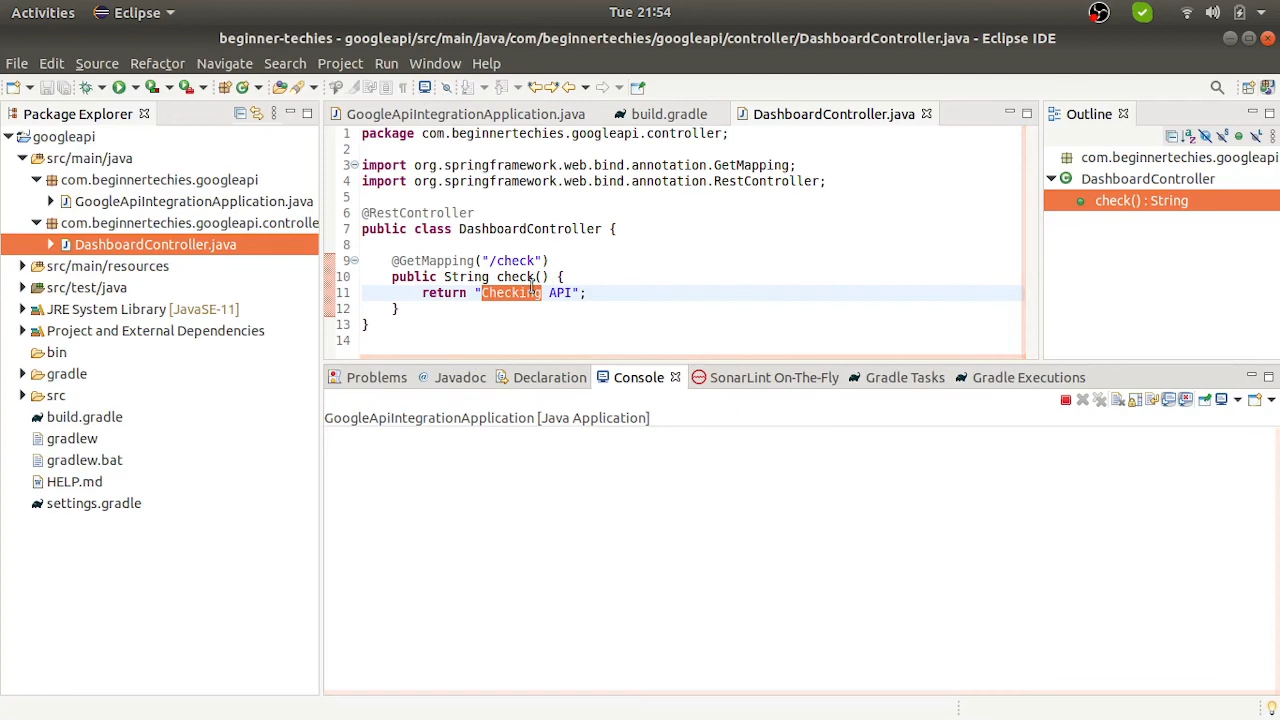 Activities Eclipse Tue 21:54
beginner-techies - googleapi/src/main/java/com/beginnertechies/googleapi/controller/DashboardController.java - Eclipse IDE
File Edit Source Refactor Navigate Search Project Run Window Help
Package Explorer
googleapi
src/main/java
com.beginnertechies.googleapi
GoogleApiIntegrationApplication.java
com.beginnertechies.googleapi.controlle
DashboardController.java
src/main/resources
src/test/java
JRE System Library [JavaSE-11]
Project and External Dependencies
bin
gradle
src
build.gradle
gradlew
gradlew.bat
HELP.md
settings.gradle
GoogleApiIntegrationApplication.java build.gradle DashboardController.java
1 package com.beginnertechies.googleapi.controller;
2
3 import org.springframework.web.bind.annotation.GetMapping;
4 import org.springframework.web.bind.annotation.RestController;
5
6 @RestController
7 public class DashboardController {
8
9 @GetMapping("/check")
10 public String check() {
11 return "Checking API";
12 }
13 }
14
Outline
com.beginnertechies.googleapi
DashboardController
check() : String
Problems Javadoc Declaration Console SonarLint On-The-Fly Gradle Tasks Gradle Executions
GoogleApiIntegrationApplication [Java Application]